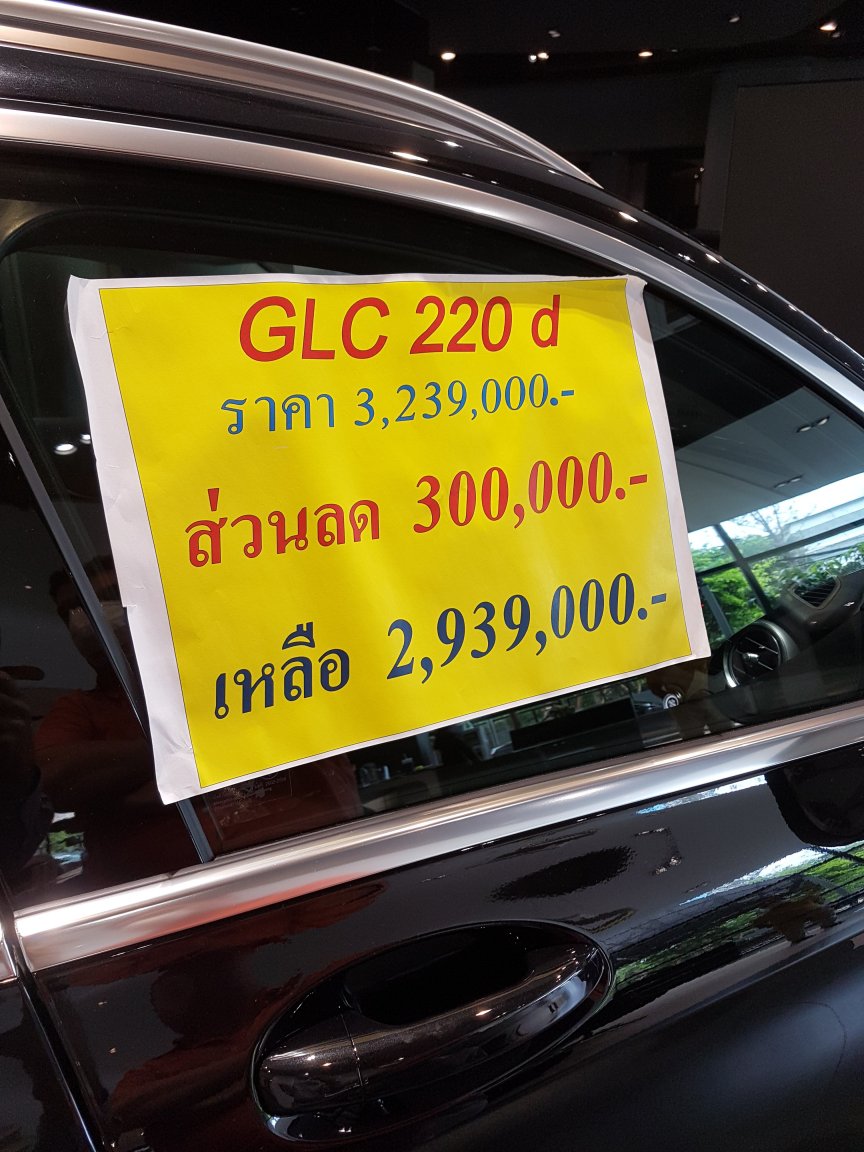 GLC 220 d
ราคา 3,239,000.-
ส่วนลด 300,000.-
เหลือ 2,939,000.-